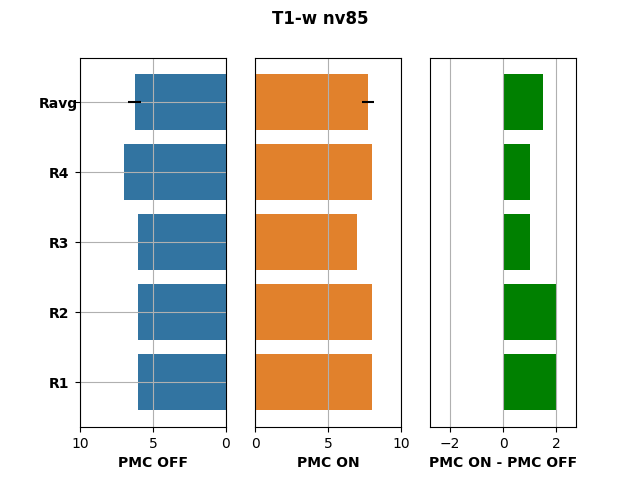 T1-w nv85
Ravg
R4
R3
R2
R1
10 5 0 0 5 10 −2 0 2
PMC OFF PMC ON PMC ON - PMC OFF